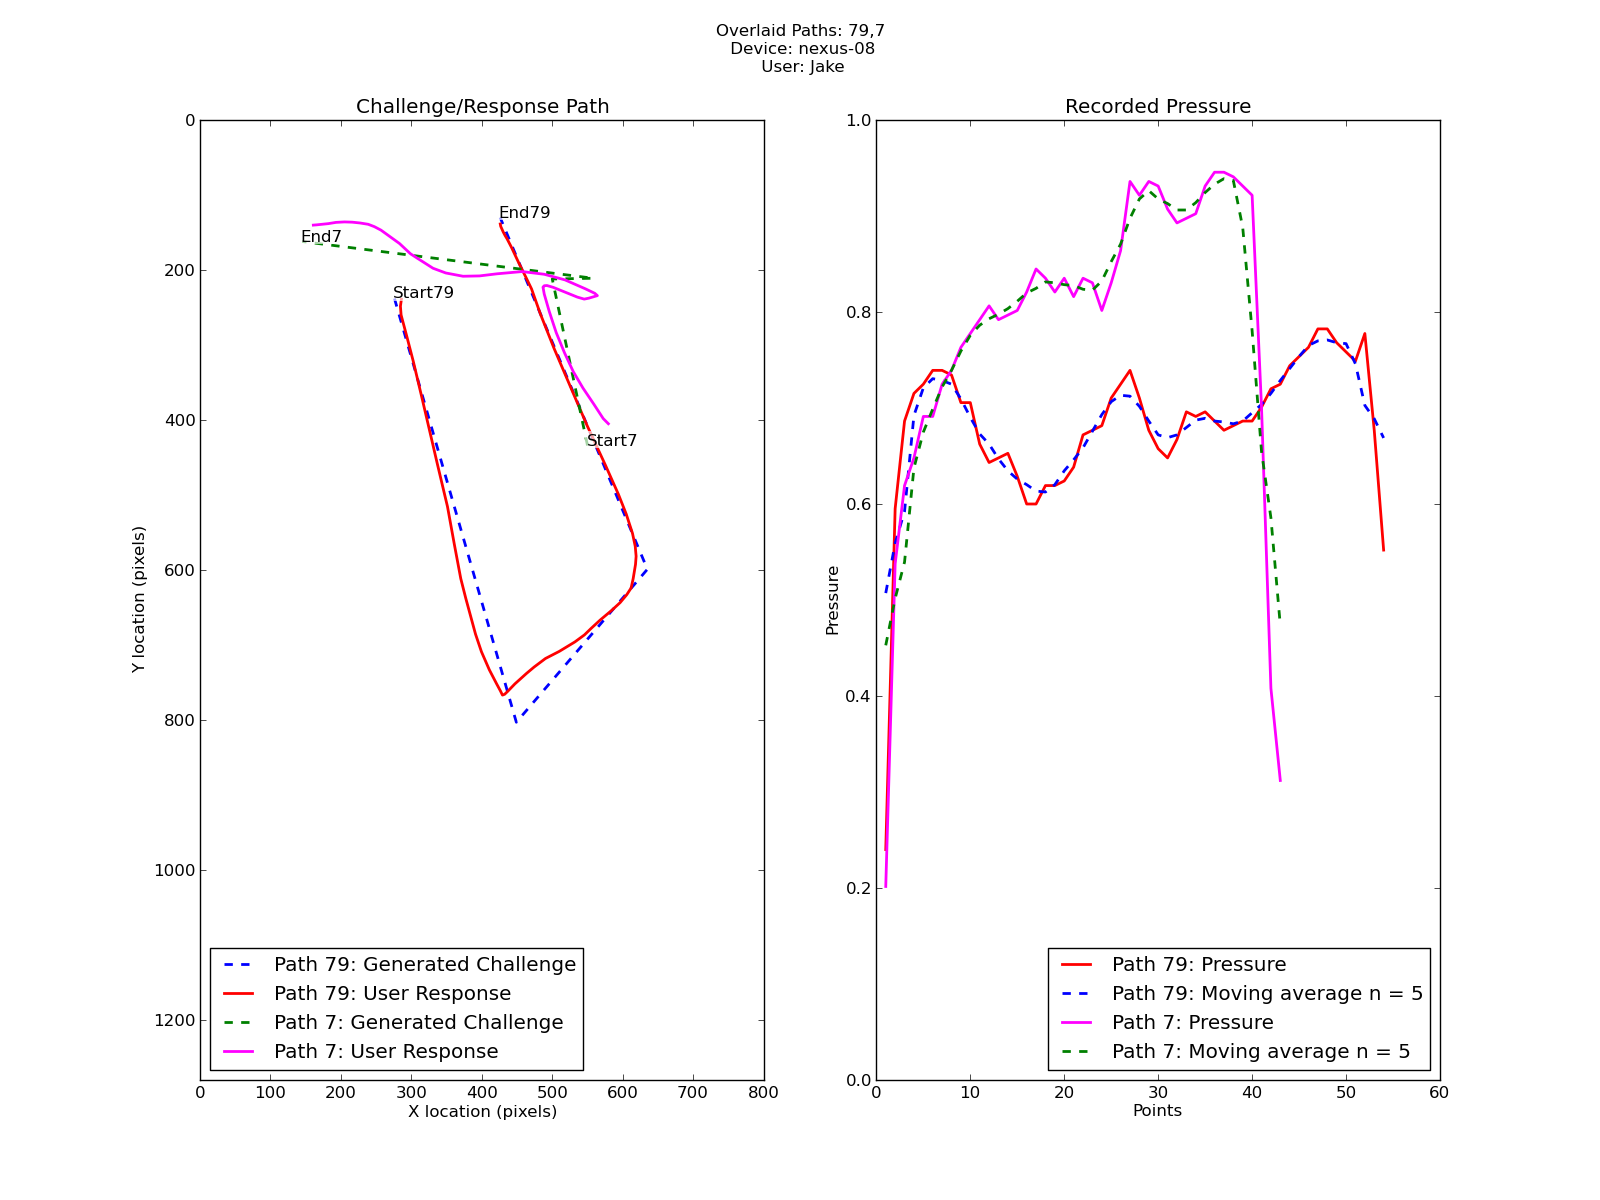 Overlaid Paths: 79,7
Device: nexus-08
User: Jake
Challenge/Response Path
0
200
400
600
800
1000
1200
Y location (pixels)
End79
End7
Start79
Start7
Path 79: Generated Challenge
Path 79: User Response
Path 7: Generated Challenge
Path 7: User Response
0 100 200 300 400 500 600 700 800
X location (pixels)
Recorded Pressure
1.0
0.8
0.6
0.4
0.2
0.0
Pressure
Path 79: Pressure
Path 79: Moving average n = 5
Path 7: Pressure
Path 7: Moving average n = 5
0 10 20 30 40 50 60
Points